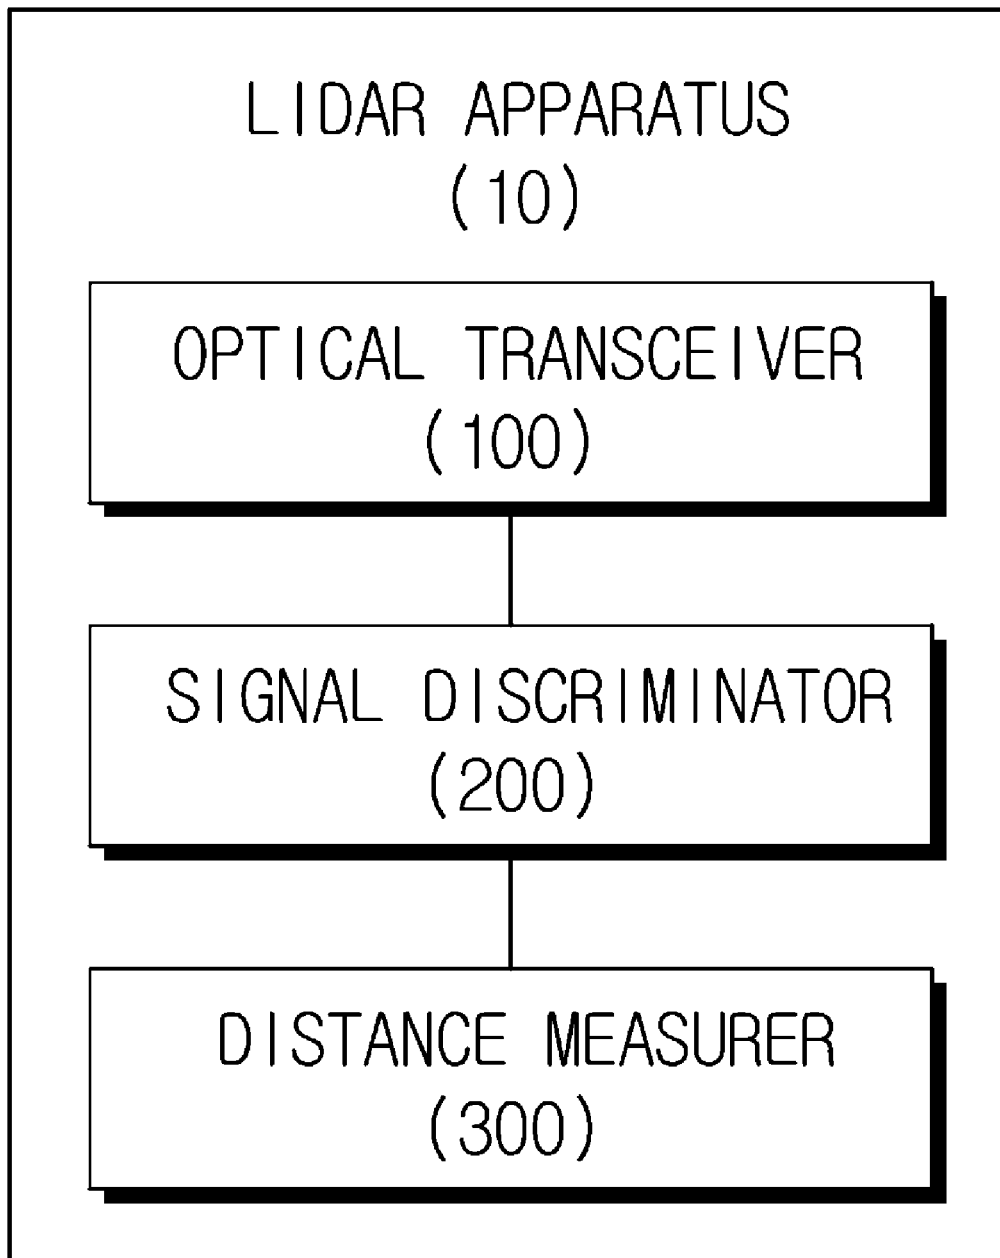 LIDAR APPARATUS
(10)
OPTICAL TRANSCEIVER
(100)
SIGNAL DISCRIMINATOR
(200)
DISTANCE MEASURER
(300)